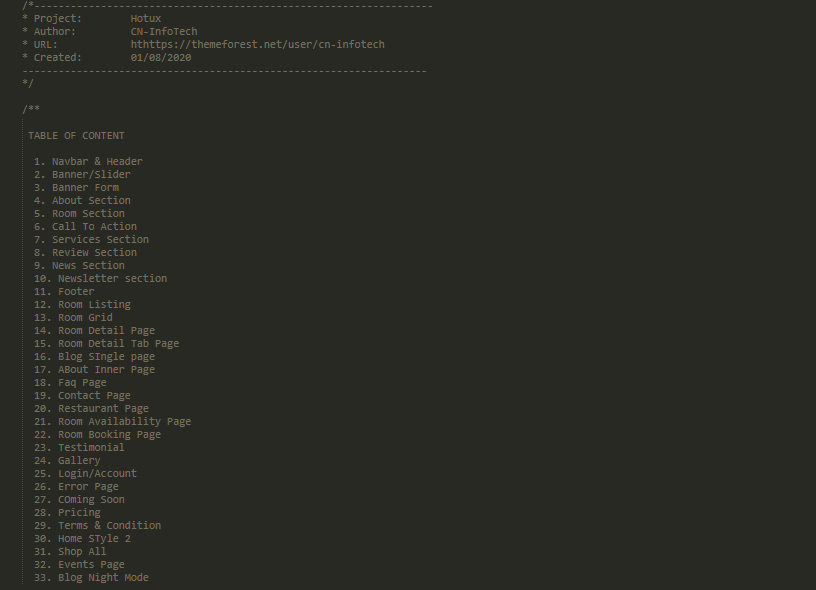 /*------------------------------------------------------------------
* Project:        Hotux
* Author:         CN-InfoTech
* URL:            hthttps://themeforest.net/user/cn-infotech
* Created:        01/08/2020
-------------------------------------------------------------------
*/
/**
TABLE OF CONTENT
1. Navbar & Header
2. Banner/Slider
3. Banner Form
4. About Section
5. Room Section
6. Call To Action
7. Services Section
8. Review Section
9. News Section
10. Newsletter section
11. Footer
12. Room Listing
13. Room Grid
14. Room Detail Page
15. Room Detail Tab Page
16. Blog SIngle page
17. ABout Inner Page
18. Faq Page
19. Contact Page
20. Restaurant Page
21. Room Availability Page
22. Room Booking Page
23. Testimonial
24. Gallery
25. Login/Account
26. Error Page
27. COming Soon
28. Pricing
29. Terms & Condition
30. Home STyle 2
31. Shop All
32. Events Page
33. Blog Night Mode